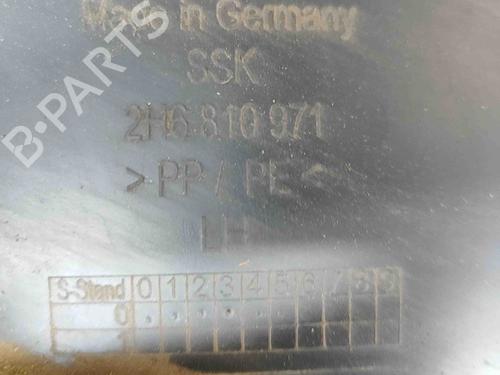 Made in Germany
SSK
2H6 810 971
> PP / PE <
LH
S-Stand 0 1 2 3 4 5 6 7 8 9
0
1
B-PARTS